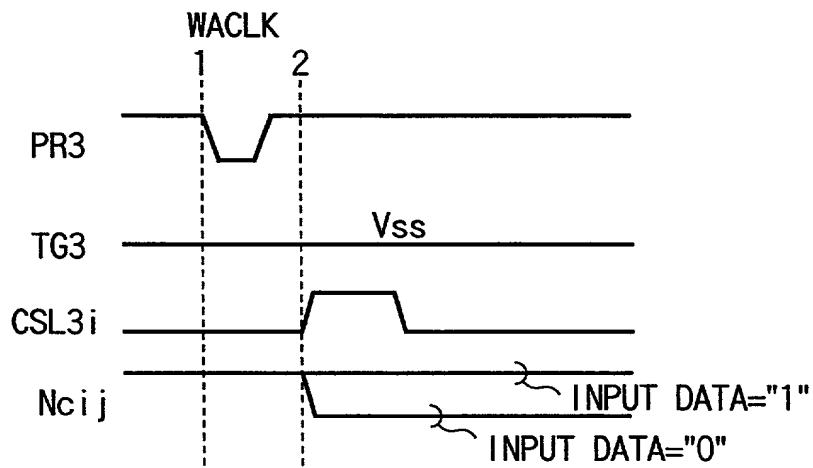 WACLK
1 2
PR3
TG3 Vss
CSL3i
Ncij
INPUT DATA="1"
INPUT DATA="0"